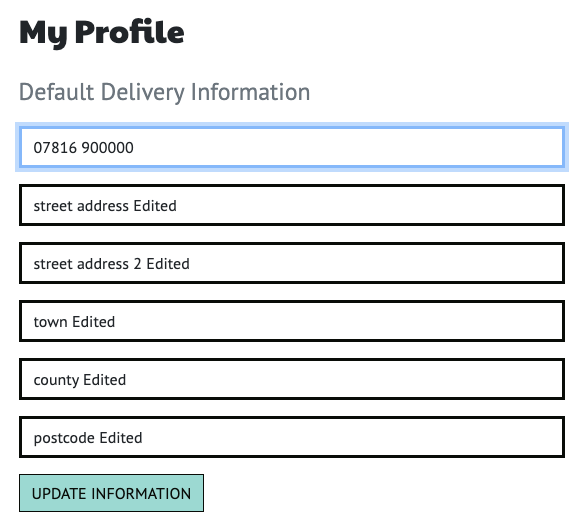 My Profile
Default Delivery Information
07816 900000
street address Edited
street address 2 Edited
town Edited
county Edited
postcode Edited
UPDATE INFORMATION